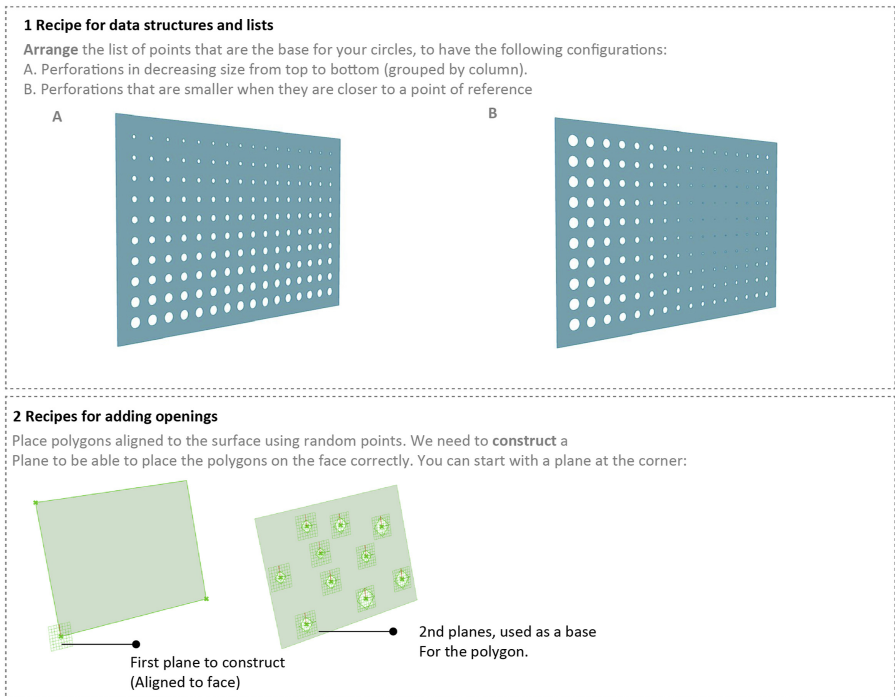 1 Recipe for data structures and lists
Arrange the list of points that are the base for your circles, to have the following configurations:
A. Perforations in decreasing size from top to bottom (grouped by column).
B. Perforations that are smaller when they are closer to a point of reference
A
B
2 Recipes for adding openings
Place polygons aligned to the surface using random points. We need to construct a
Plane to be able to place the polygons on the face correctly. You can start with a plane at the corner:
First plane to construct
(Aligned to face)
2nd planes, used as a base
For the polygon.